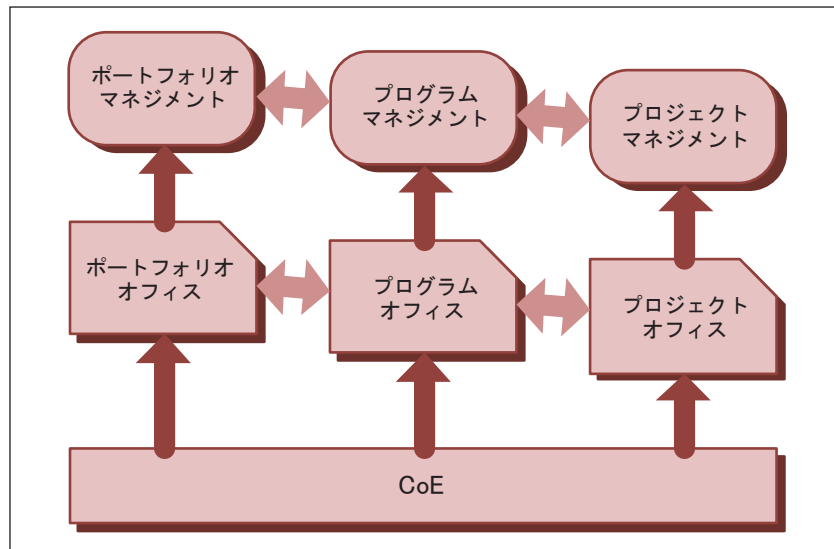 ポートフォリオ
マネジメント
プログラム
マネジメント
プロジェクト
マネジメント
ポートフォリオ
オフィス
プログラム
オフィス
プロジェクト
オフィス
CoE